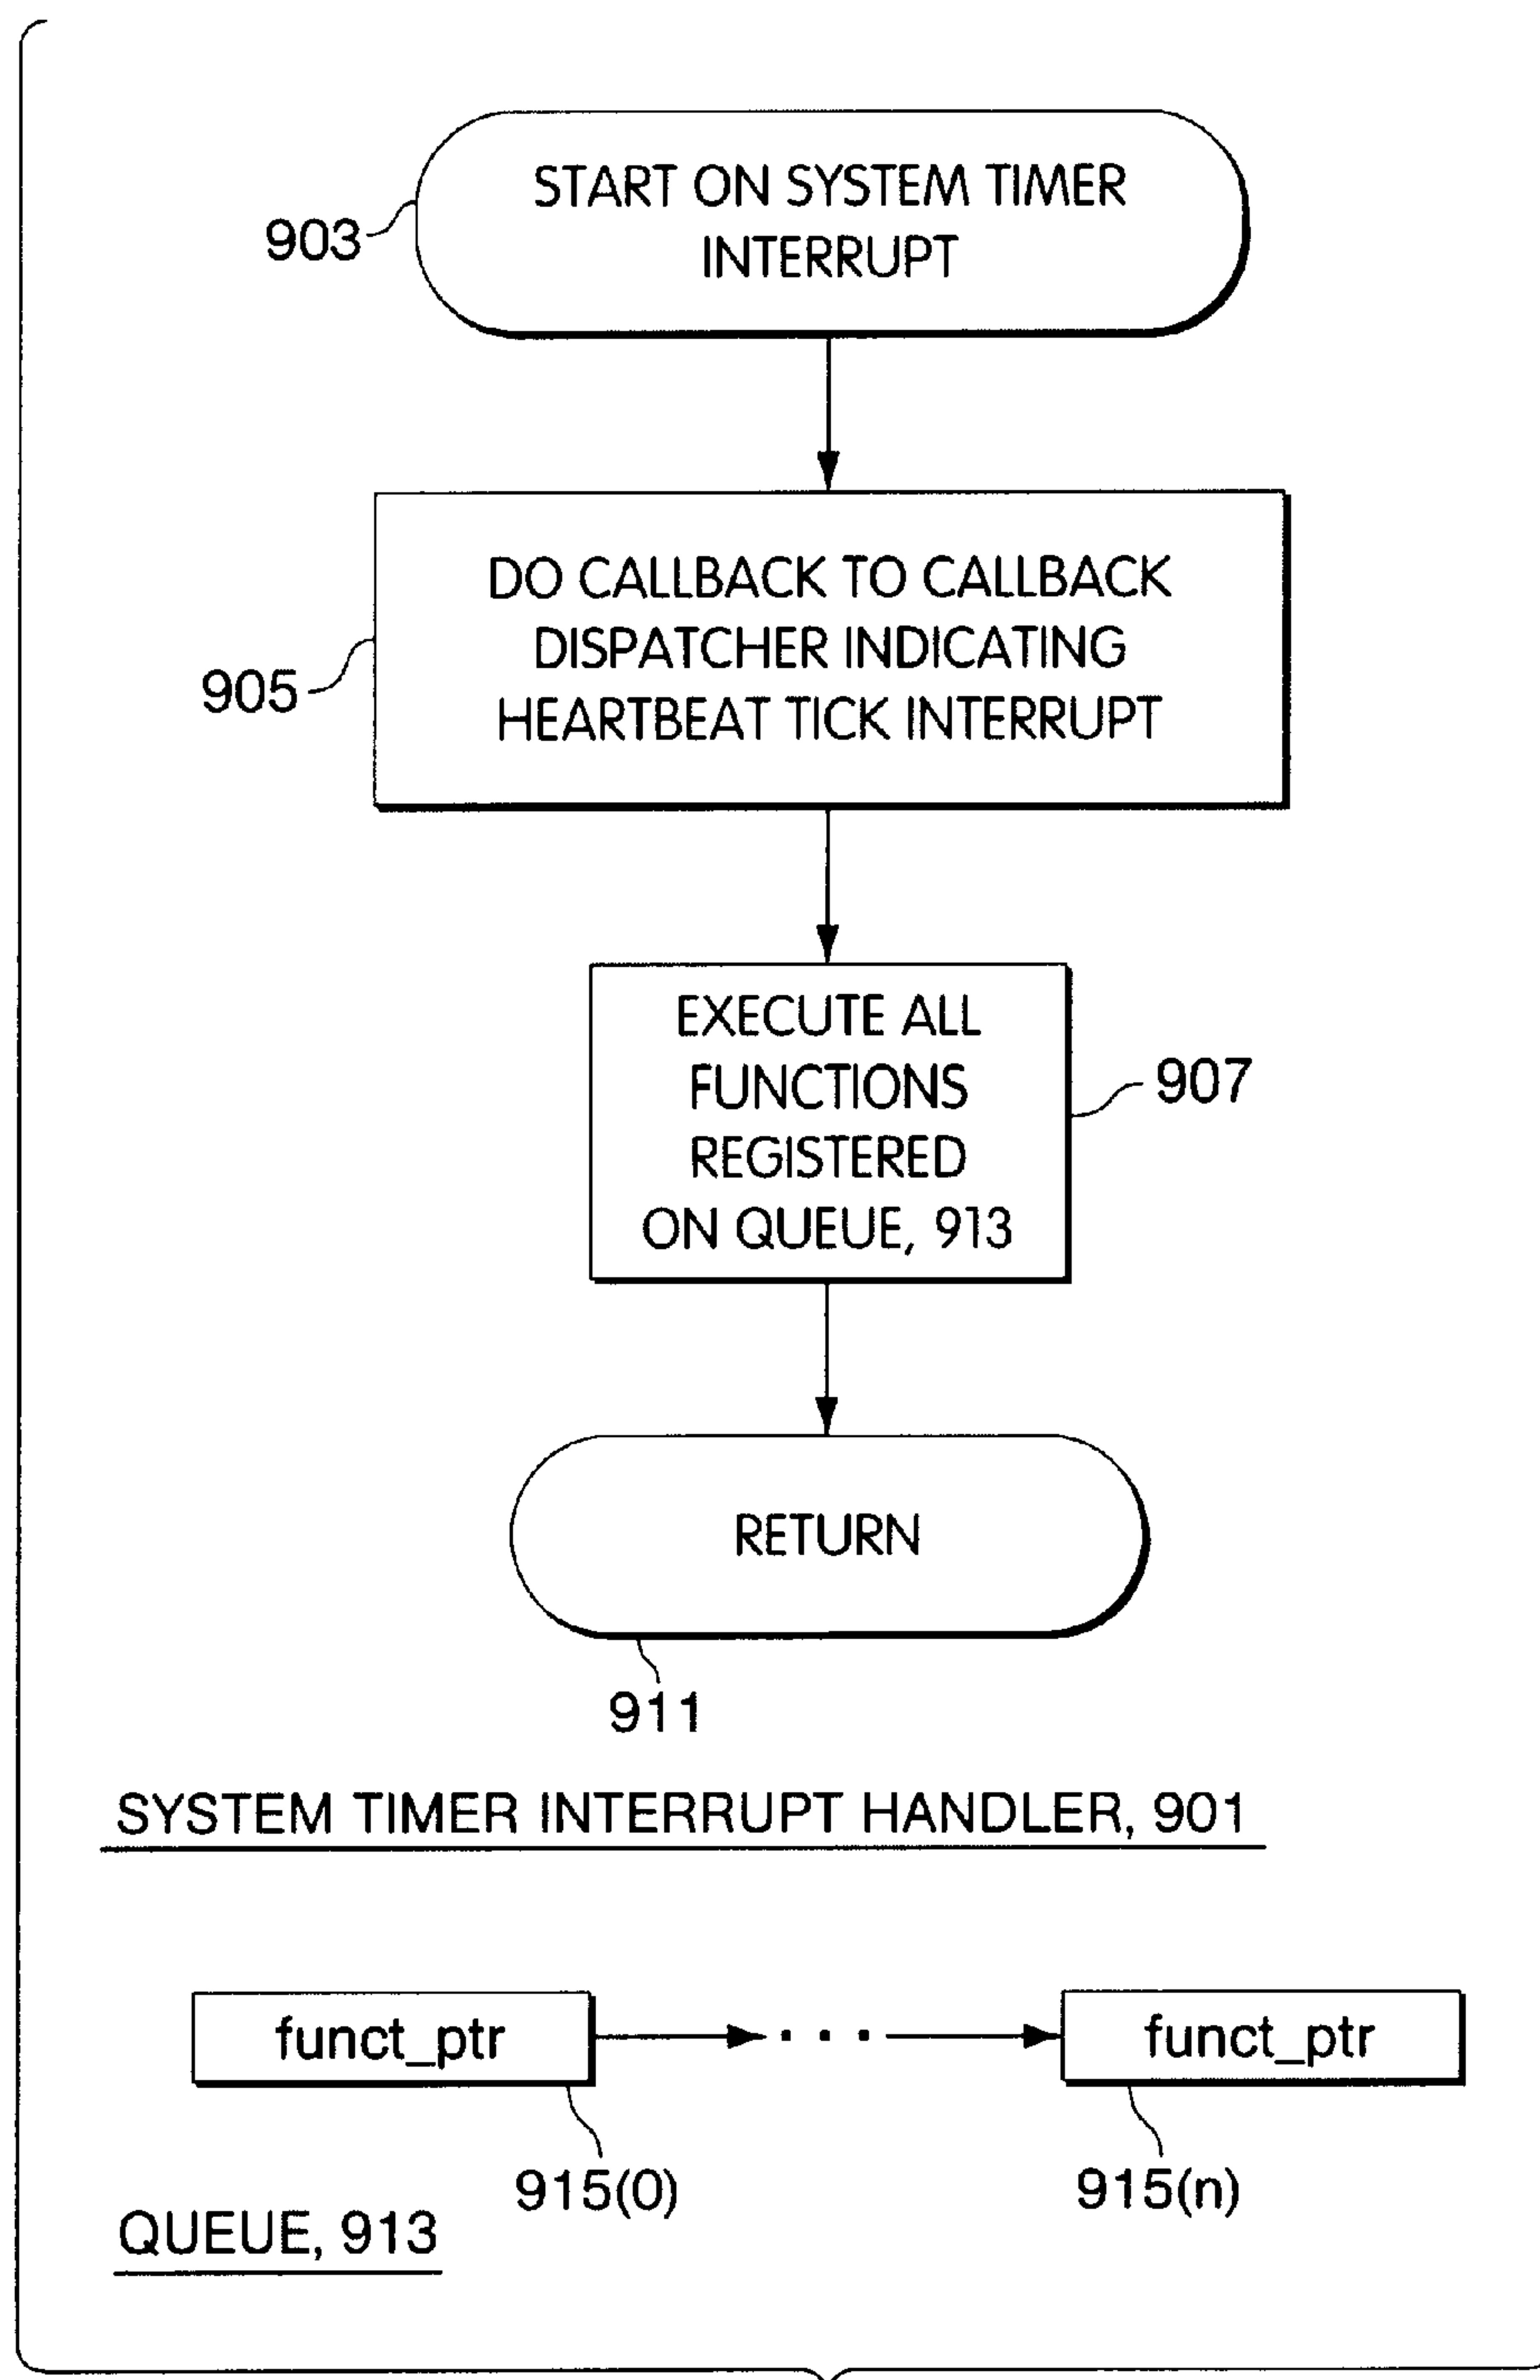 START ON SYSTEM TIMER
INTERRUPT
903
DO CALLBACK TO CALLBACK
DISPATCHER INDICATING
HEARTBEAT TICK INTERRUPT
905
EXECUTE ALL
FUNCTIONS
REGISTERED
ON QUEUE, 913
907
RETURN
911
SYSTEM TIMER INTERRUPT HANDLER, 901
funct_ptr
funct_ptr
915(0)
915(n)
QUEUE, 913